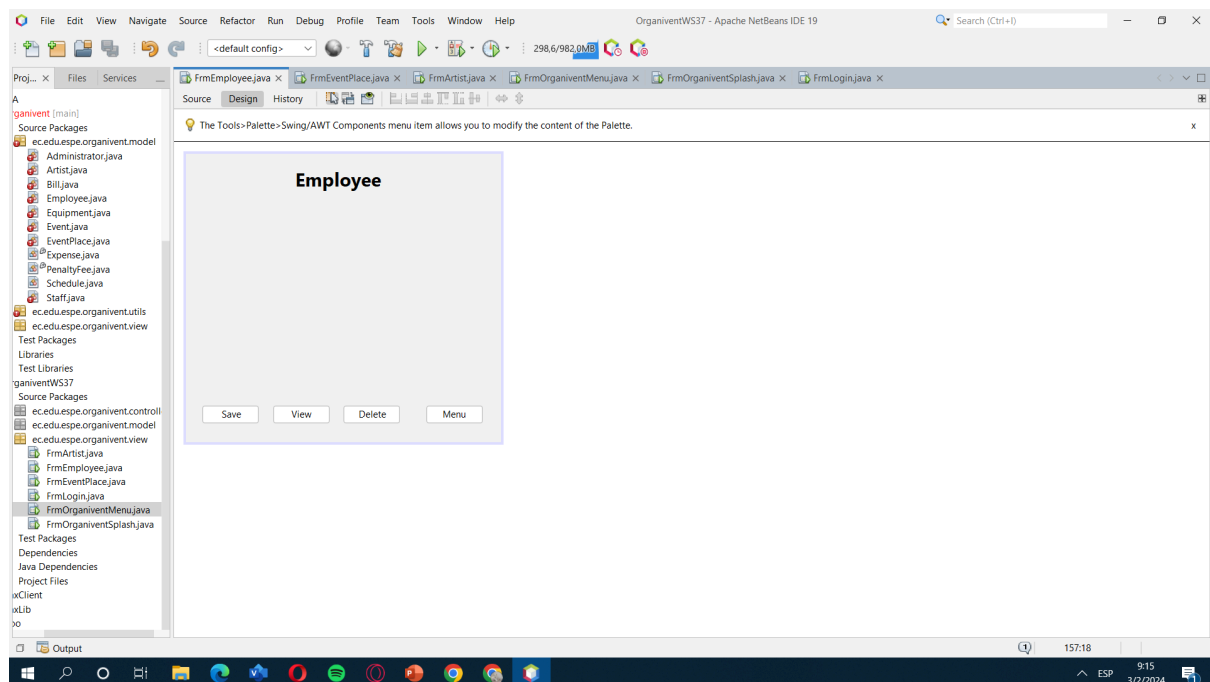 File Edit View Navigate Source Refactor Run Debug Profile Team Tools Window Help OrganiventWS37 - Apache NetBeans IDE 19 Search (Ctrl+I)
<default config> 298,6/982,0MB
Proj... × Files Services FrmEmployee.java × FrmEventPlace.java × FrmArtist.java × FrmOrganiventMenu.java × FrmOrganiventSplash.java × FrmLogin.java ×
Source Design History
The Tools>Palette>Swing/AWT Components menu item allows you to modify the content of the Palette. x
A
rganivent [main]
Source Packages
ec.edu.espe.organivent.model
Administrator.java
Artist.java
Bill.java
Employee.java
Equipment.java
Event.java
EventPlace.java
Expense.java
PenaltyFee.java
Schedule.java
Staff.java
ec.edu.espe.organivent.utils
ec.edu.espe.organivent.view
Test Packages
Libraries
Test Libraries
rganiventWS37
Source Packages
ec.edu.espe.organivent.controll
ec.edu.espe.organivent.model
ec.edu.espe.organivent.view
FrmArtist.java
FrmEmployee.java
FrmEventPlace.java
FrmLogin.java
FrmOrganiventMenu.java
FrmOrganiventSplash.java
Test Packages
Dependencies
Java Dependencies
Project Files
xClient
xLib
Employee
Save View Delete Menu
Output 1 157:18
ESP 9:15
3/2/2024